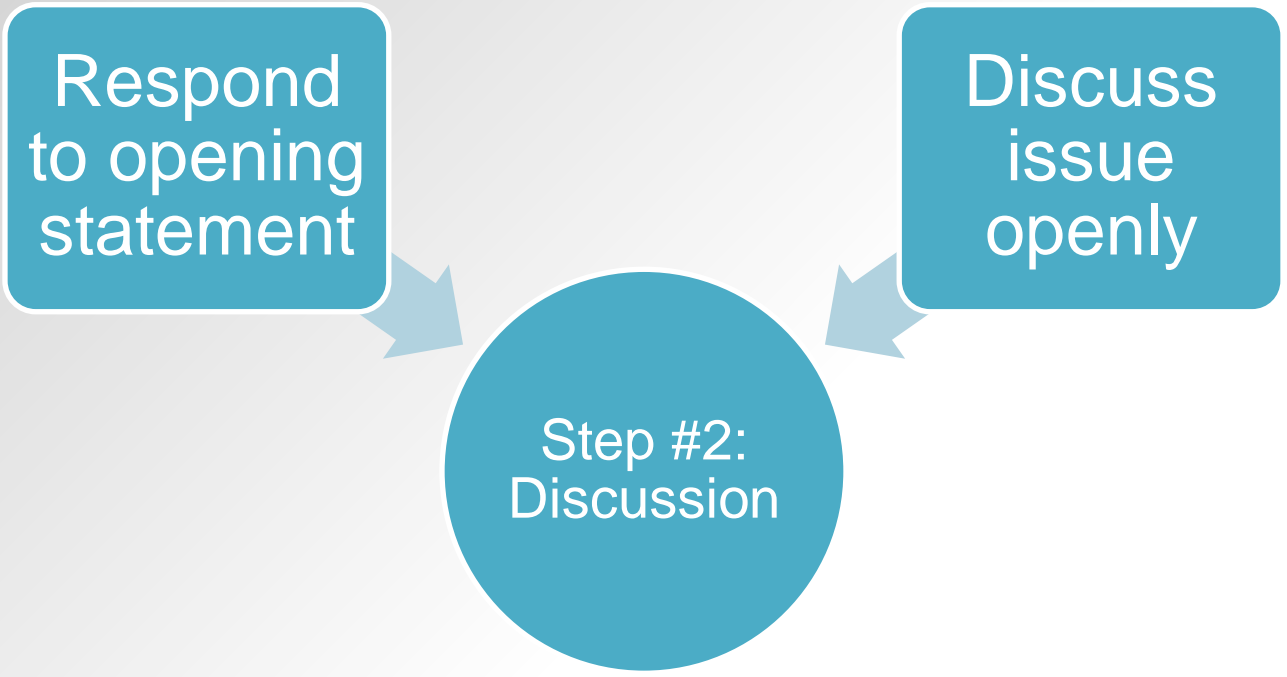 Respond
to opening
statement
Discuss
issue
openly
Step #2:
Discussion